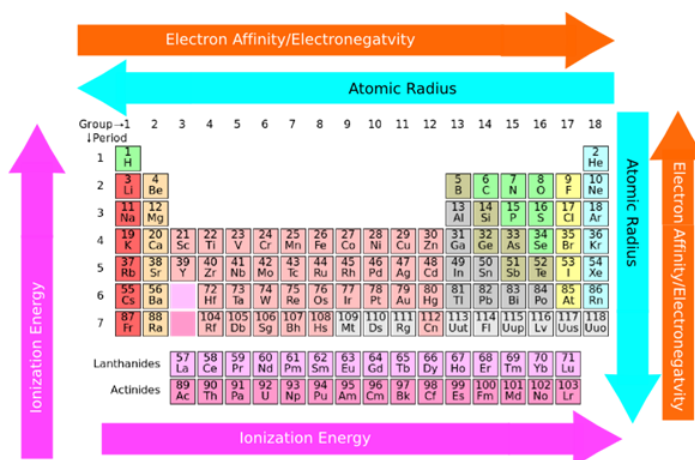 Electron Affinity/Electronegatvity
Atomic Radius
Group→1 2 3 4 5 6 7 8 9 10 11 12 13 14 15 16 17 18
↓Period
1 2
1 H He
3 4 5 6 7 8 9 10
2 Li Be B C N O F Ne
11 12 13 14 15 16 17 18
3 Na Mg Al Si P S Cl Ar
19 20 21 22 23 24 25 26 27 28 29 30 31 32 33 34 35 36
4 K Ca Sc Ti V Cr Mn Fe Co Ni Cu Zn Ga Ge As Se Br Kr
37 38 39 40 41 42 43 44 45 46 47 48 49 50 51 52 53 54
5 Rb Sr Y Zr Nb Mo Tc Ru Rh Pd Ag Cd In Sn Sb Te I Xe
55 56 72 73 74 75 76 77 78 79 80 81 82 83 84 85 86
6 Cs Ba Hf Ta W Re Os Ir Pt Au Hg Tl Pb Bi Po At Rn
87 88 104 105 106 107 108 109 110 111 112 113 114 115 116 117 118
7 Fr Ra Rf Db Sg Bh Hs Mt Ds Rg Cn Uut Fl Uup Lv Uus Uuo
57 58 59 60 61 62 63 64 65 66 67 68 69 70 71
Lanthanides La Ce Pr Nd Pm Sm Eu Gd Tb Dy Ho Er Tm Yb Lu
89 90 91 92 93 94 95 96 97 98 99 100 101 102 103
Actinides Ac Th Pa U Np Pu Am Cm Bk Cf Es Fm Md No Lr
Ionization Energy
Ionization Energy
Atomic Radius
Electron Affinity/Electronegatvity